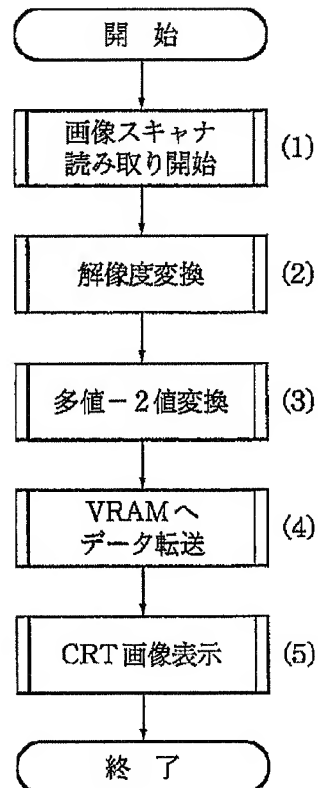 開 始
画像スキャナ
読み取り開始
(1)
解像度変換
(2)
多値－2値変換
(3)
VRAMへ
データ転送
(4)
CRT画像表示
(5)
終 了